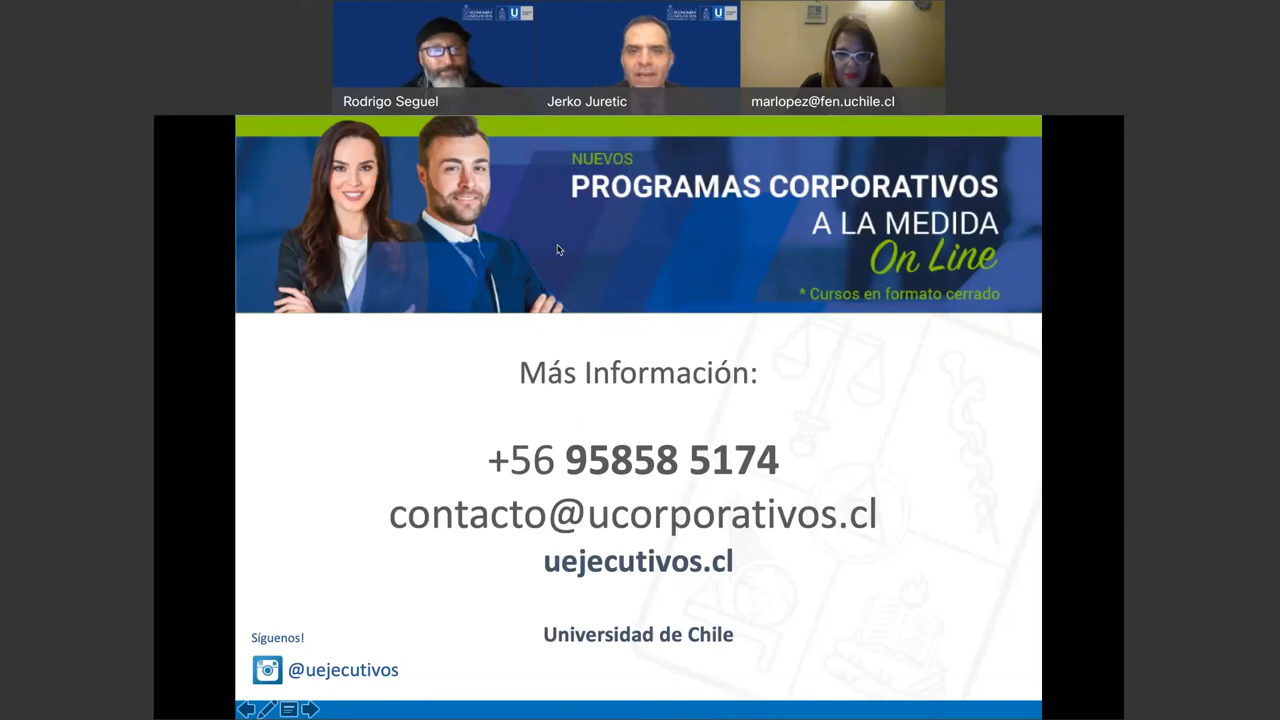 Rodrigo Seguel
Jerko Juretic
marlopez@fen.uchile.cl
NUEVOS
PROGRAMAS CORPORATIVOS
A LA MEDIDA
On Line
* Cursos en formato cerrado
Más Información:
+56 95858 5174
contacto@ucorporativos.cl
uejecutivos.cl
Universidad de Chile
Síguenos!
@uejecutivos